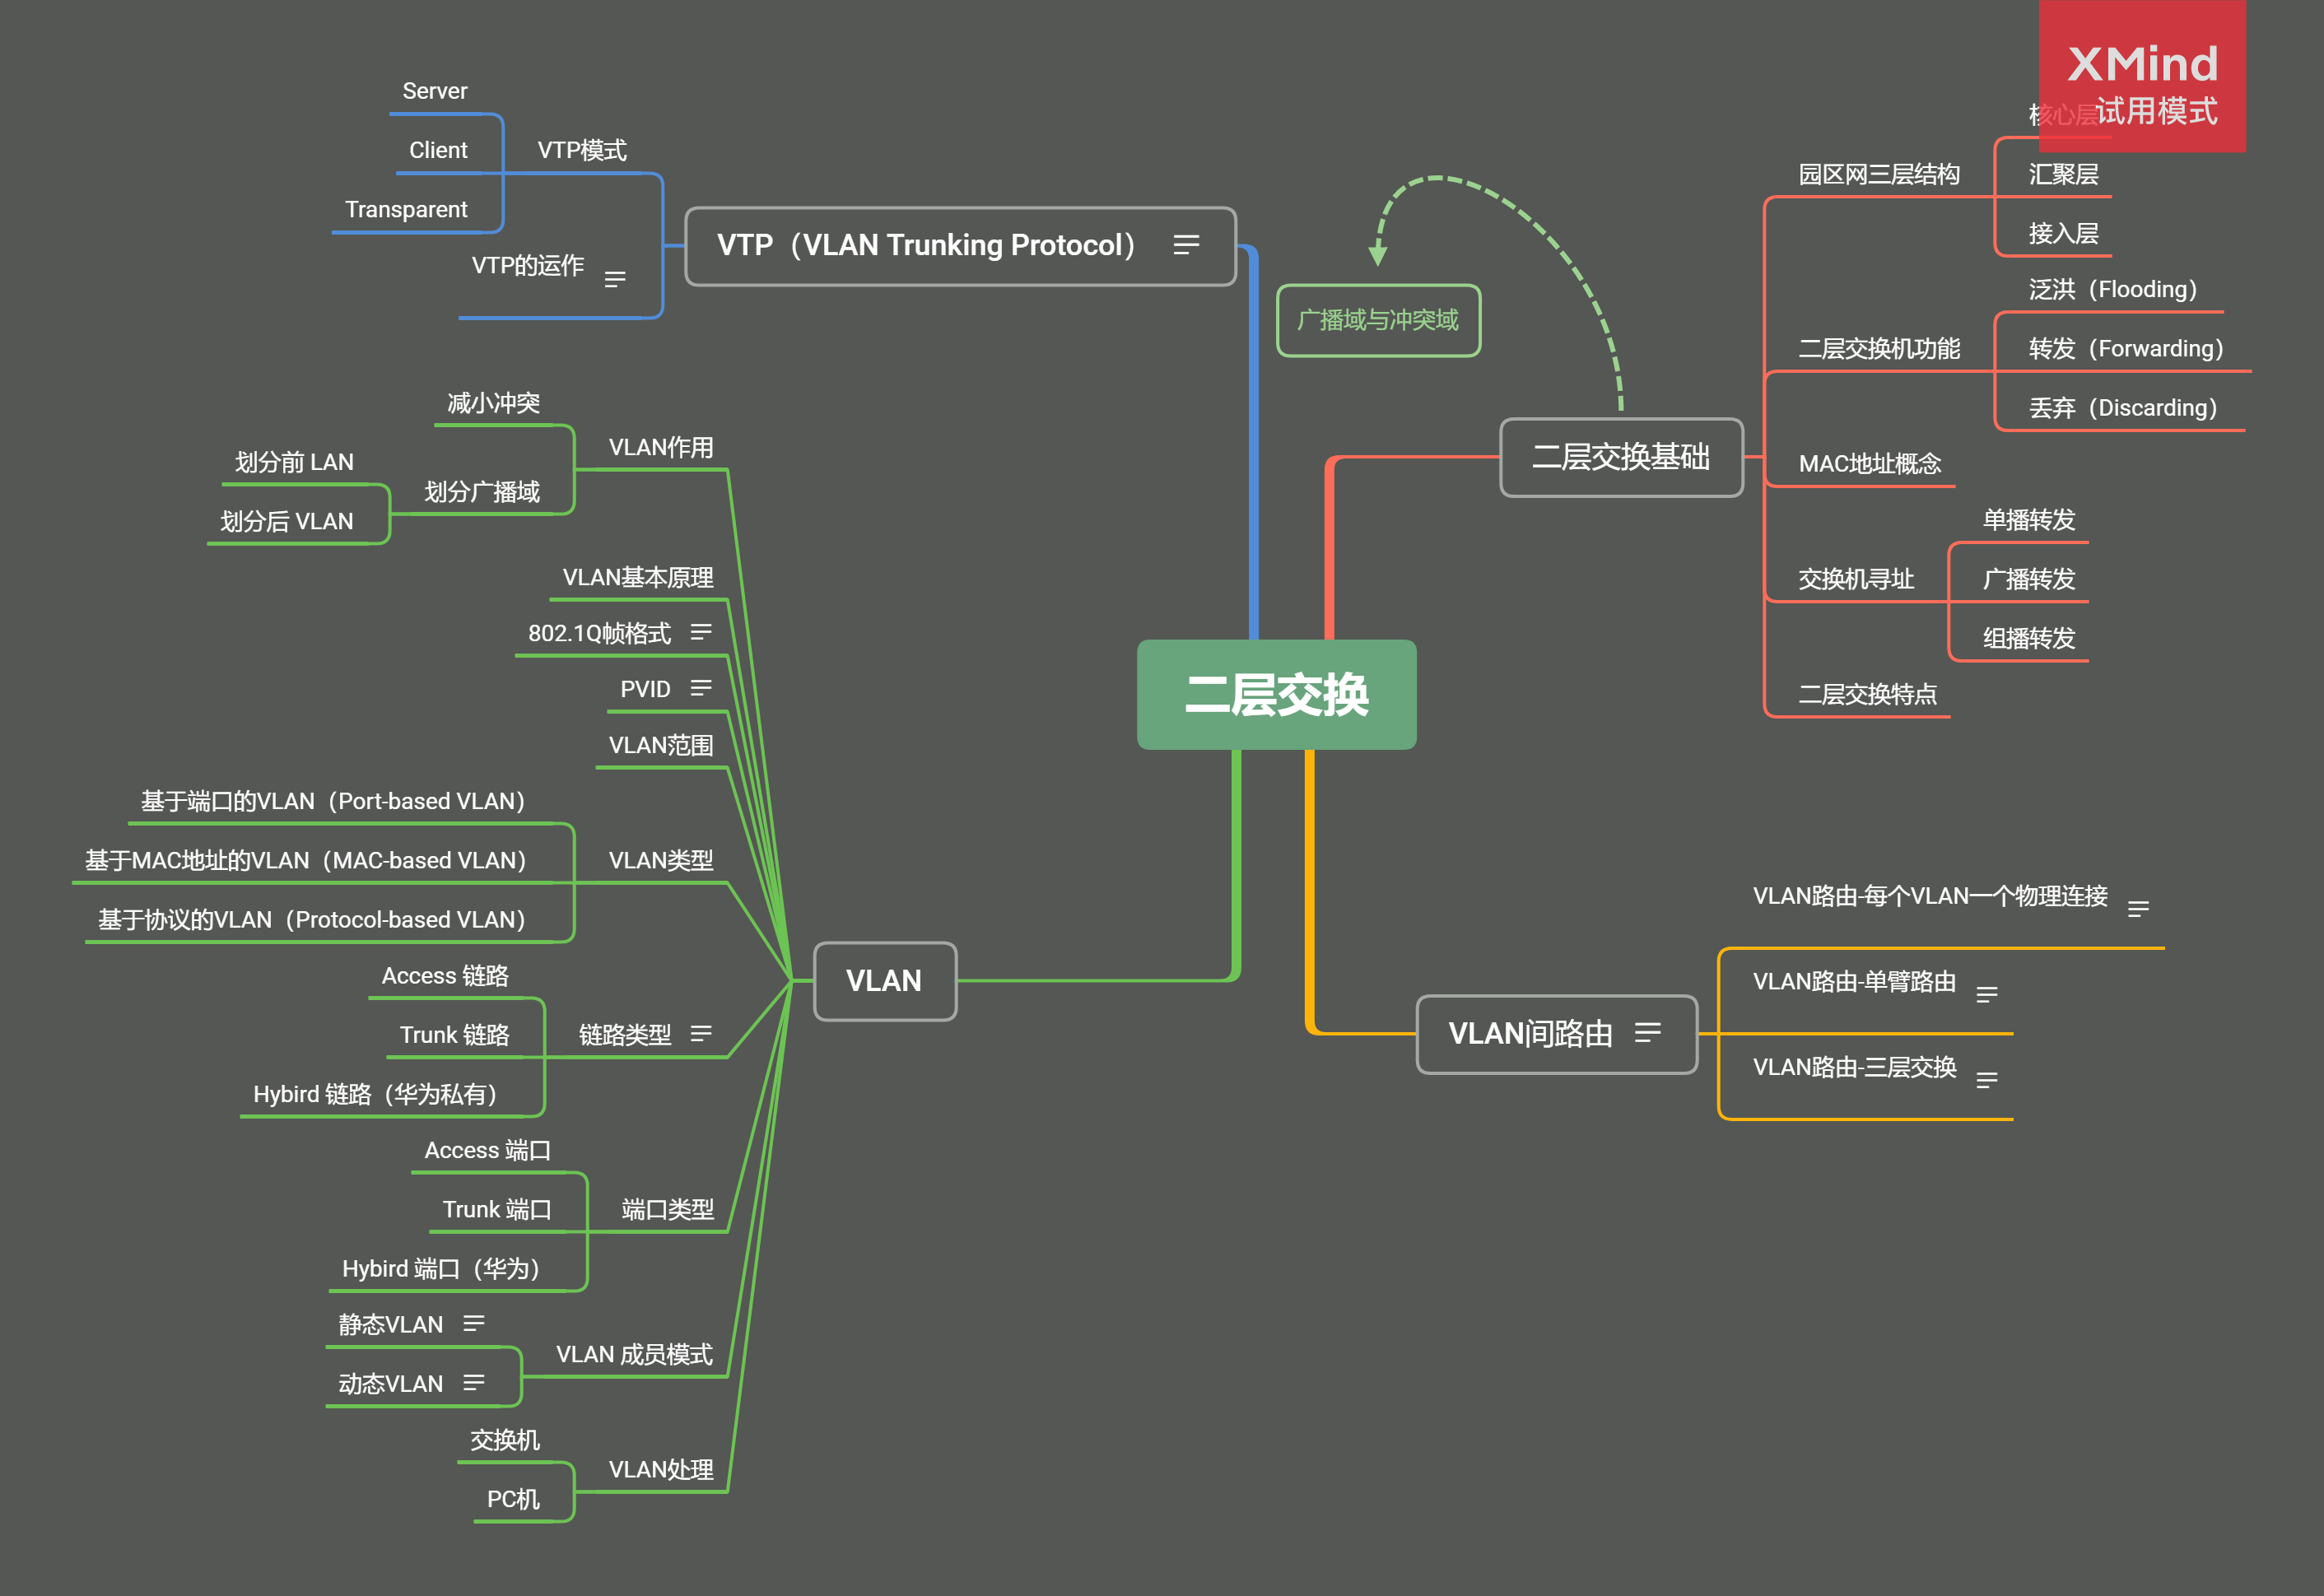 XMind
试用模式
二层交换
二层交换基础
园区网三层结构
核心层
汇聚层
接入层
二层交换机功能
泛洪（Flooding）
转发（Forwarding）
丢弃（Discarding）
MAC地址概念
交换机寻址
单播转发
广播转发
组播转发
二层交换特点
广播域与冲突域
VLAN间路由
VLAN路由-每个VLAN一个物理连接
VLAN路由-单臂路由
VLAN路由-三层交换
VTP（VLAN Trunking Protocol）
VTP模式
Server
Client
Transparent
VTP的运作
VLAN
VLAN作用
减小冲突
划分广播域
划分前 LAN
划分后 VLAN
VLAN基本原理
802.1Q帧格式
PVID
VLAN范围
VLAN类型
基于端口的VLAN（Port-based VLAN）
基于MAC地址的VLAN（MAC-based VLAN）
基于协议的VLAN（Protocol-based VLAN）
链路类型
Access 链路
Trunk 链路
Hybird 链路（华为私有）
端口类型
Access 端口
Trunk 端口
Hybird 端口（华为）
VLAN 成员模式
静态VLAN
动态VLAN
VLAN处理
交换机
PC机